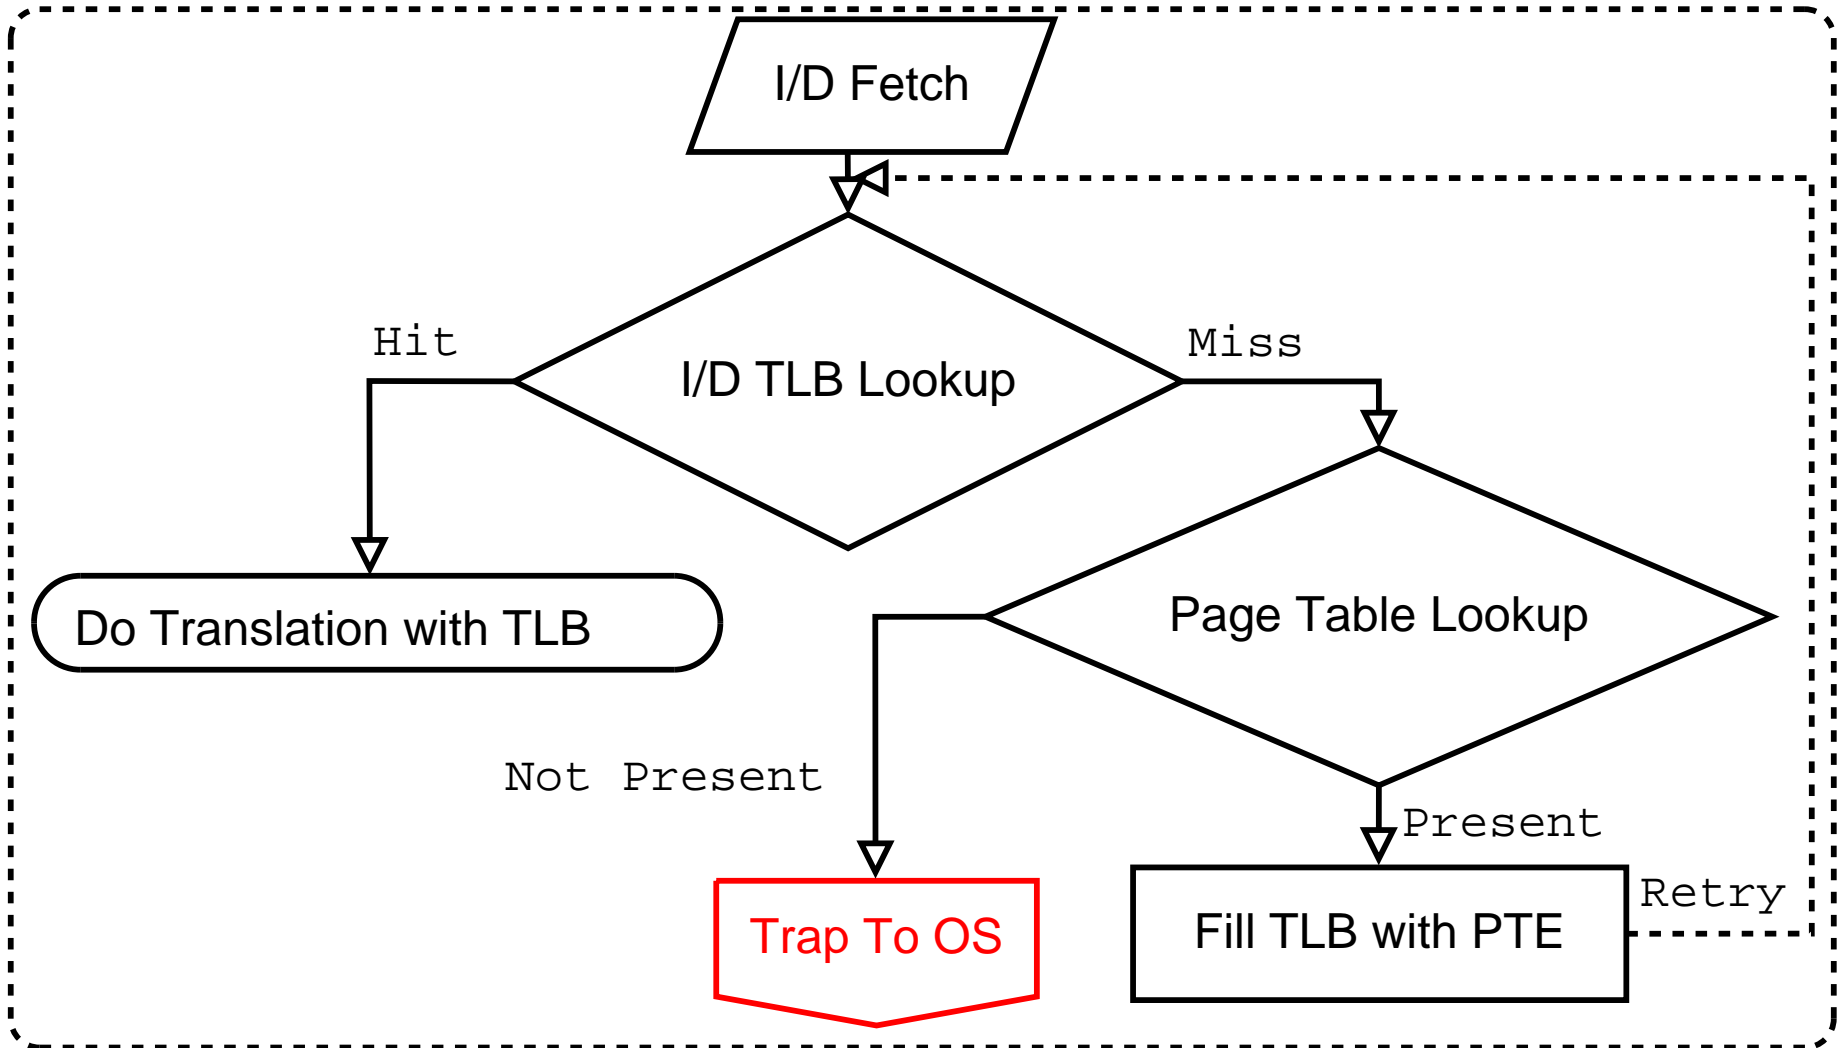 I/D Fetch
Hit
Miss
I/D TLB Lookup
Page Table Lookup
Do Translation with TLB
Not Present
Present
Retry
Trap To OS
Fill TLB with PTE